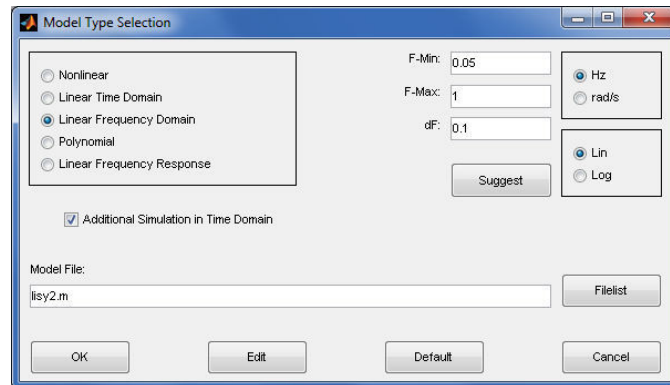 Model Type Selection
F-Min: 0.05
Nonlinear
Hz
Linear Time Domain
F-Max: 1
rad/s
Linear Frequency Domain
dF: 0.1
Polynomial
Lin
Linear Frequency Response
Suggest
Log
Additional Simulation in Time Domain
Model File:
lisy2.m
Filelist
OK
Edit
Default
Cancel